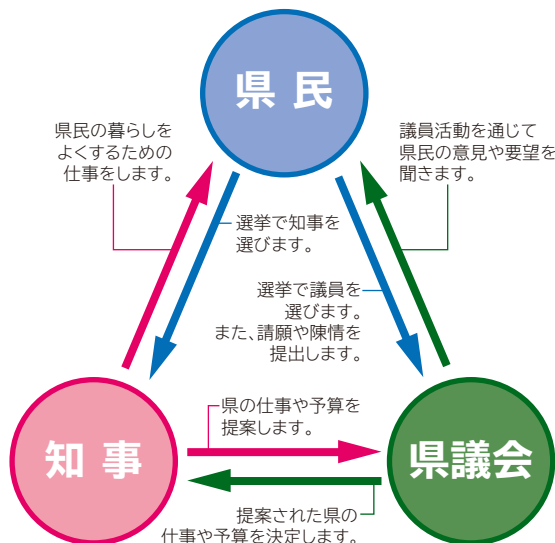 県民
県民の暮らしを
よくするための
仕事をします。
議員活動を通じて
県民の意見や要望を
聞きます。
選挙で知事を
選びます。
選挙で議員を
選びます。
また、請願や陳情を
提出します。
県の仕事や予算を
提案します。
知事
県議会
提案された県の
仕事や予算を決定します。